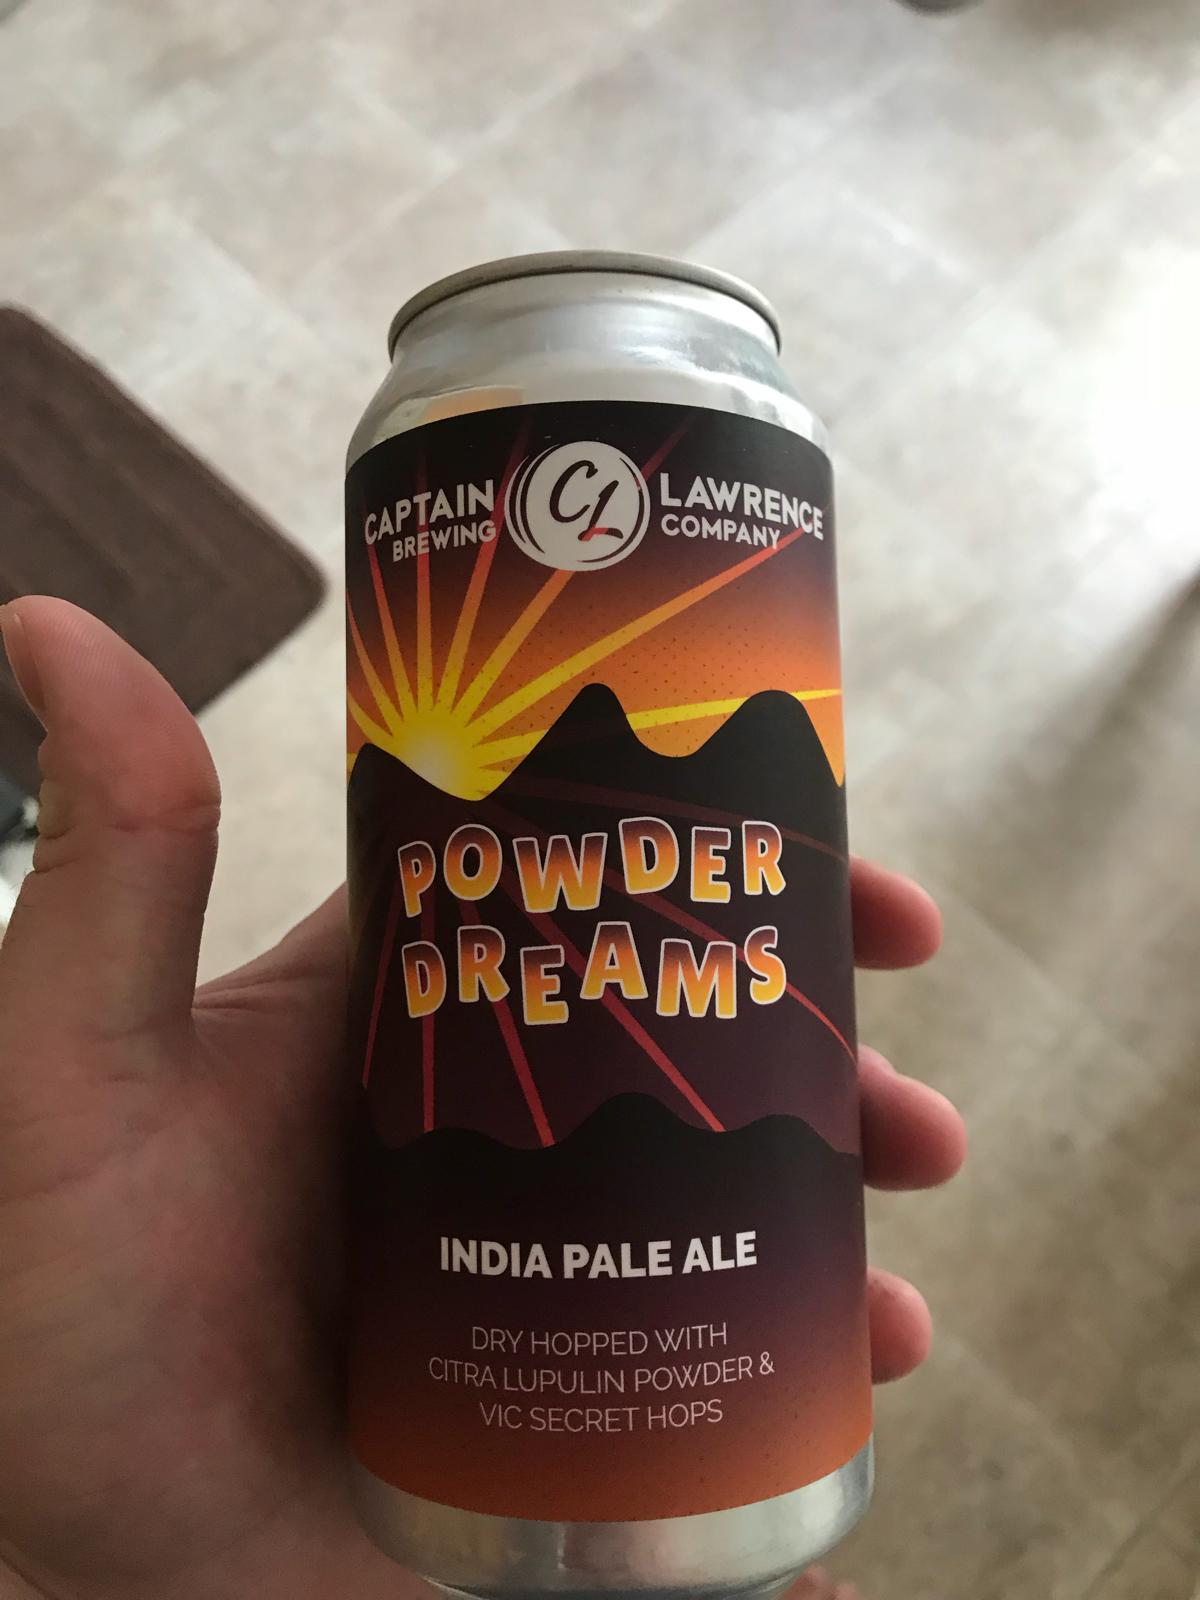 CAPTAIN CL LAWRENCE
BREWING COMPANY
POWDER
DREAMS
INDIA PALE ALE
DRY HOPPED WITH
CITRA LUPULIN POWDER &
VIC SECRET HOPS